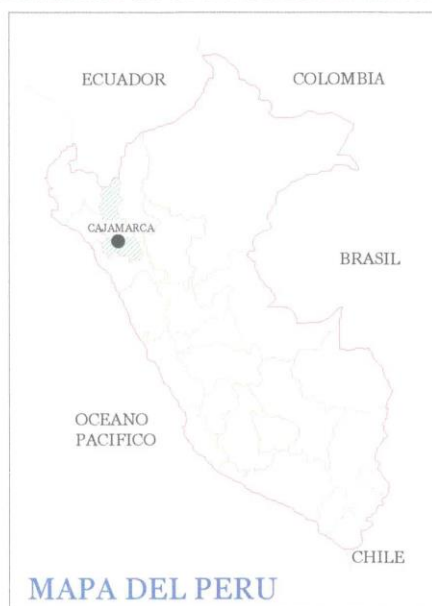 ECUADOR
COLOMBIA
CAJAMARCA
BRASIL
OCEANO
PACIFICO
CHILE
MAPA DEL PERU